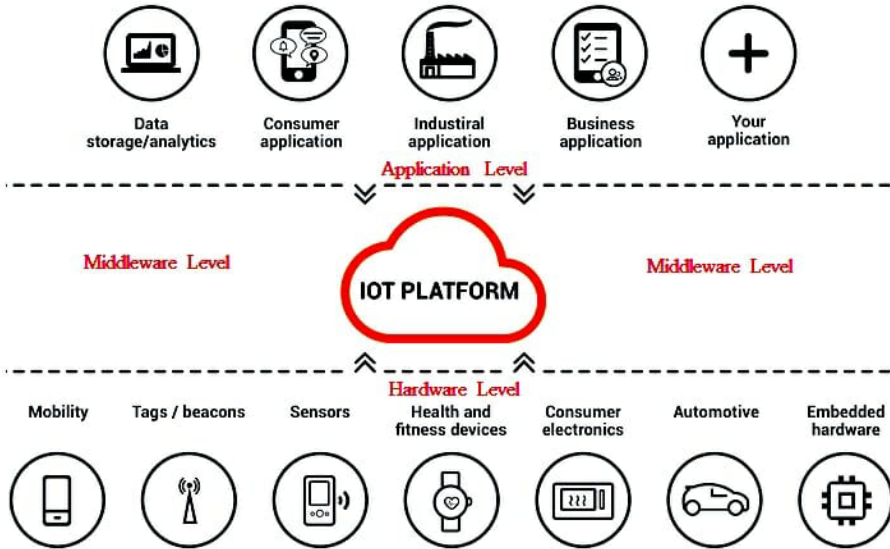 Data
storage/analytics
Consumer
application
Industiral
application
Business
application
Your
application
Application Level
Middleware Level
IOT PLATFORM
Middleware Level
Hardware Level
Mobility
Tags / beacons
Sensors
Health and
fitness devices
Consumer
electronics
Automotive
Embedded
hardware